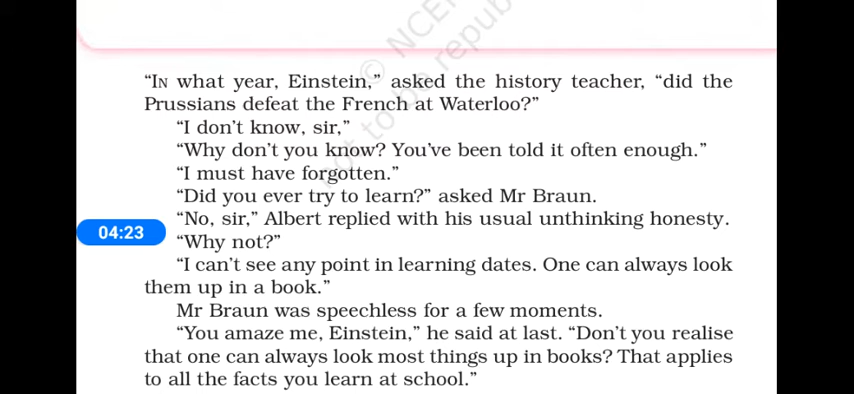 © NCE
not to be repub
“IN what year, Einstein,” asked the history teacher, “did the
Prussians defeat the French at Waterloo?”
“I don’t know, sir,”
“Why don’t you know? You’ve been told it often enough.”
“I must have forgotten.”
“Did you ever try to learn?” asked Mr Braun.
“No, sir,” Albert replied with his usual unthinking honesty.
04:23
“Why not?”
“I can’t see any point in learning dates. One can always look
them up in a book.”
Mr Braun was speechless for a few moments.
“You amaze me, Einstein,” he said at last. “Don’t you realise
that one can always look most things up in books? That applies
to all the facts you learn at school.”